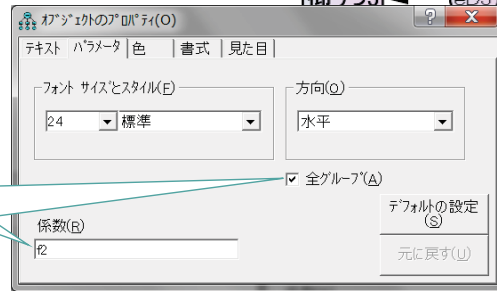 ｵﾌﾞｼﾞｪｸﾄのﾌﾟﾛﾊﾟﾃｨ(O)
テキスト ﾊﾟﾗﾒｰﾀ 色 書式 見た目
ﾌｫﾝﾄ ｻｲｽﾞとｽﾀｲﾙ(F)
24 標準
方向(O)
水平
全ｸﾞﾙｰﾌﾟ(A)
係数(R)
f2
ﾃﾞﾌｫﾙﾄの設定
(S)
元に戻す(U)